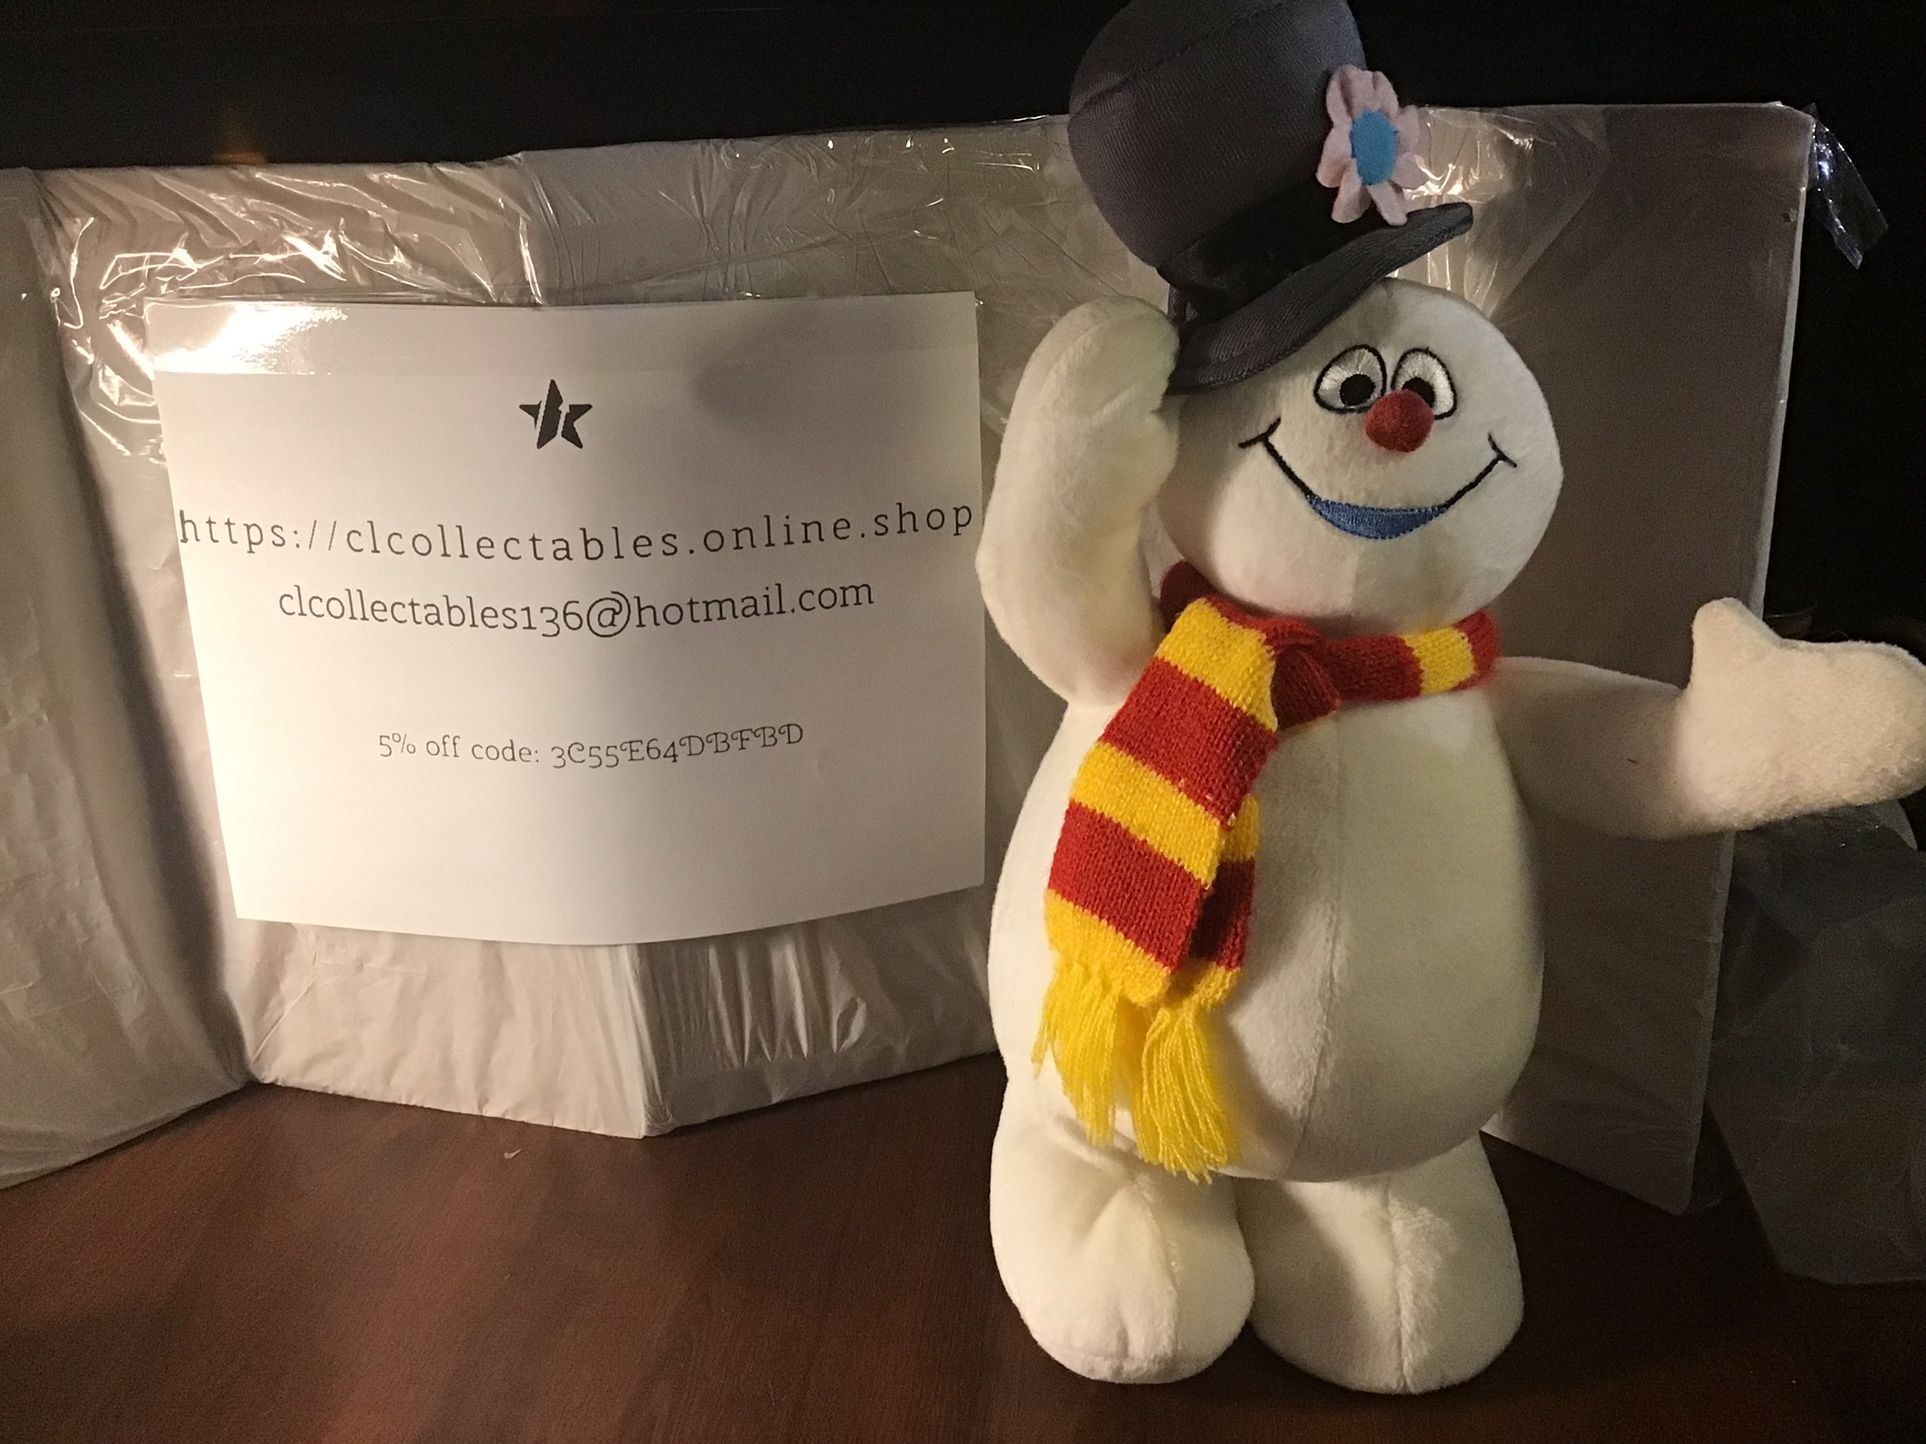 https://clcollectables.online.shop
clcollectables136@hotmail.com
5% off code: 3C55E64DBFBD